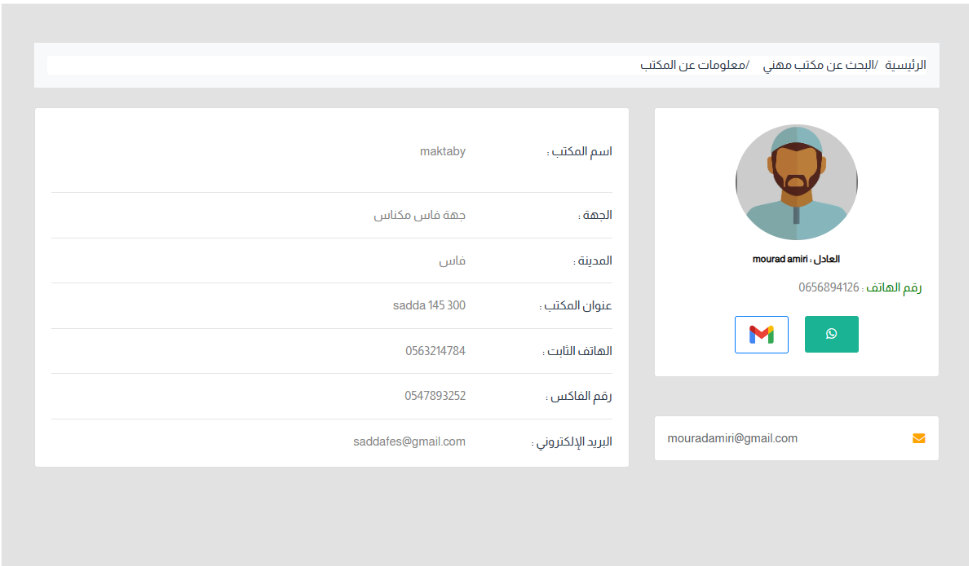 الرئيسية /البحث عن مكتب مهني /معلومات عن المكتب
العادل : mourad amiri
رقم الهاتف : 0656894126
mouradamiri@gmail.com
اسم المكتب : maktaby
الجهة : جهة فاس مكناس
المدينة : فاس
عنوان المكتب : sadda 145 300
الهاتف الثابت : 0563214784
رقم الفاكس : 0547893252
البريد الإلكتروني : saddafes@gmail.com